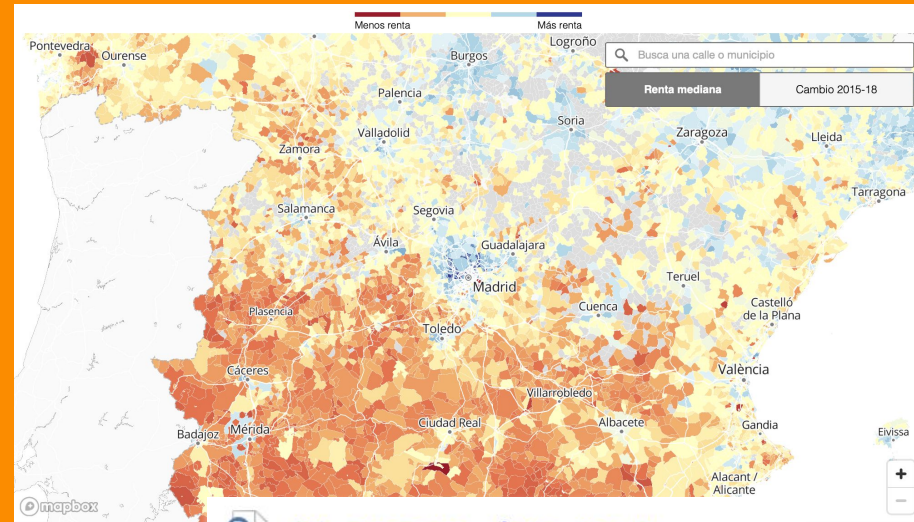 Menos renta
Más renta
Busca una calle o municipio
Renta mediana
Cambio 2015-18
Pontevedra
Ourense
Burgos
Logroño
Palencia
Soria
Valladolid
Zaragoza
Lleida
Zamora
Tarragona
Salamanca
Segovia
Ávila
Guadalajara
Madrid
Teruel
Plasencia
Cuenca
Castelló
de la Plana
Toledo
Cáceres
València
Villarrobledo
Ciudad Real
Albacete
Gandia
Eivissa
Badajoz
Mérida
Alacant /
Alicante
+
−
mapbox